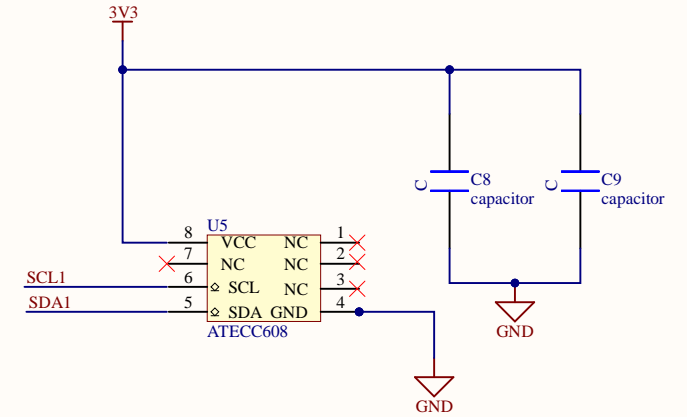 3V3
C
C8
capacitor
C
C9
capacitor
U5
8 VCC NC 1
7 NC NC 2
SCL1 6 SCL NC 3
SDA1 5 SDA GND 4
ATECC608
GND
GND